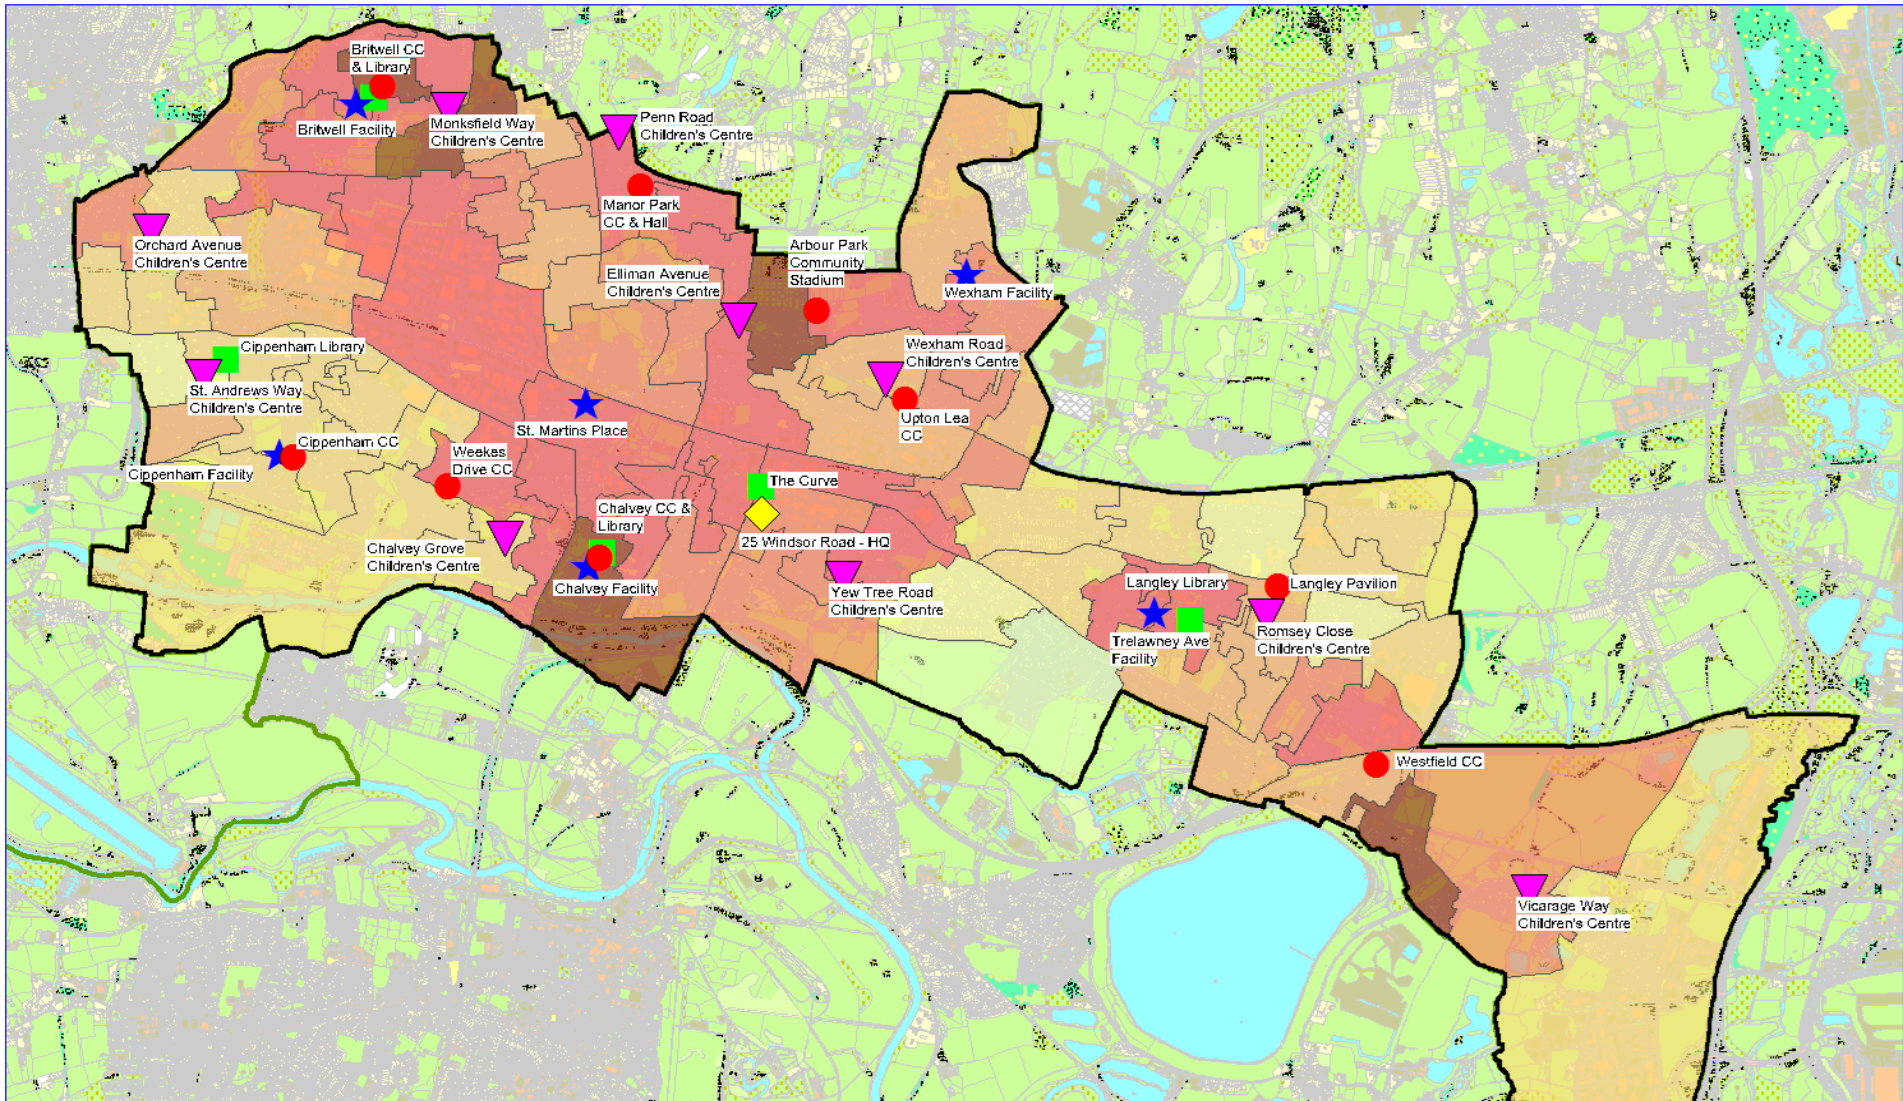 Britwell CC
& Library
Britwell Facility
Monksfield Way
Children's Centre
Penn Road
Children's Centre
Manor Park
CC & Hall
Orchard Avenue
Children's Centre
Elliman Avenue
Children's Centre
Arbour Park
Community
Stadium
Wexham Facility
Cippenham Library
St. Andrews Way
Children's Centre
Wexham Road
Children's Centre
Upton Lea
CC
St. Martins Place
Cippenham CC
Cippenham Facility
Weekes
Drive CC
The Curve
Chalvey CC &
Library
25 Windsor Road - HQ
Chalvey Grove
Children's Centre
Chalvey Facility
Yew Tree Road
Children's Centre
Langley Library
Langley Pavilion
Trelawney Ave
Facility
Romsey Close
Children's Centre
Westfield CC
Vicarage Way
Children's Centre